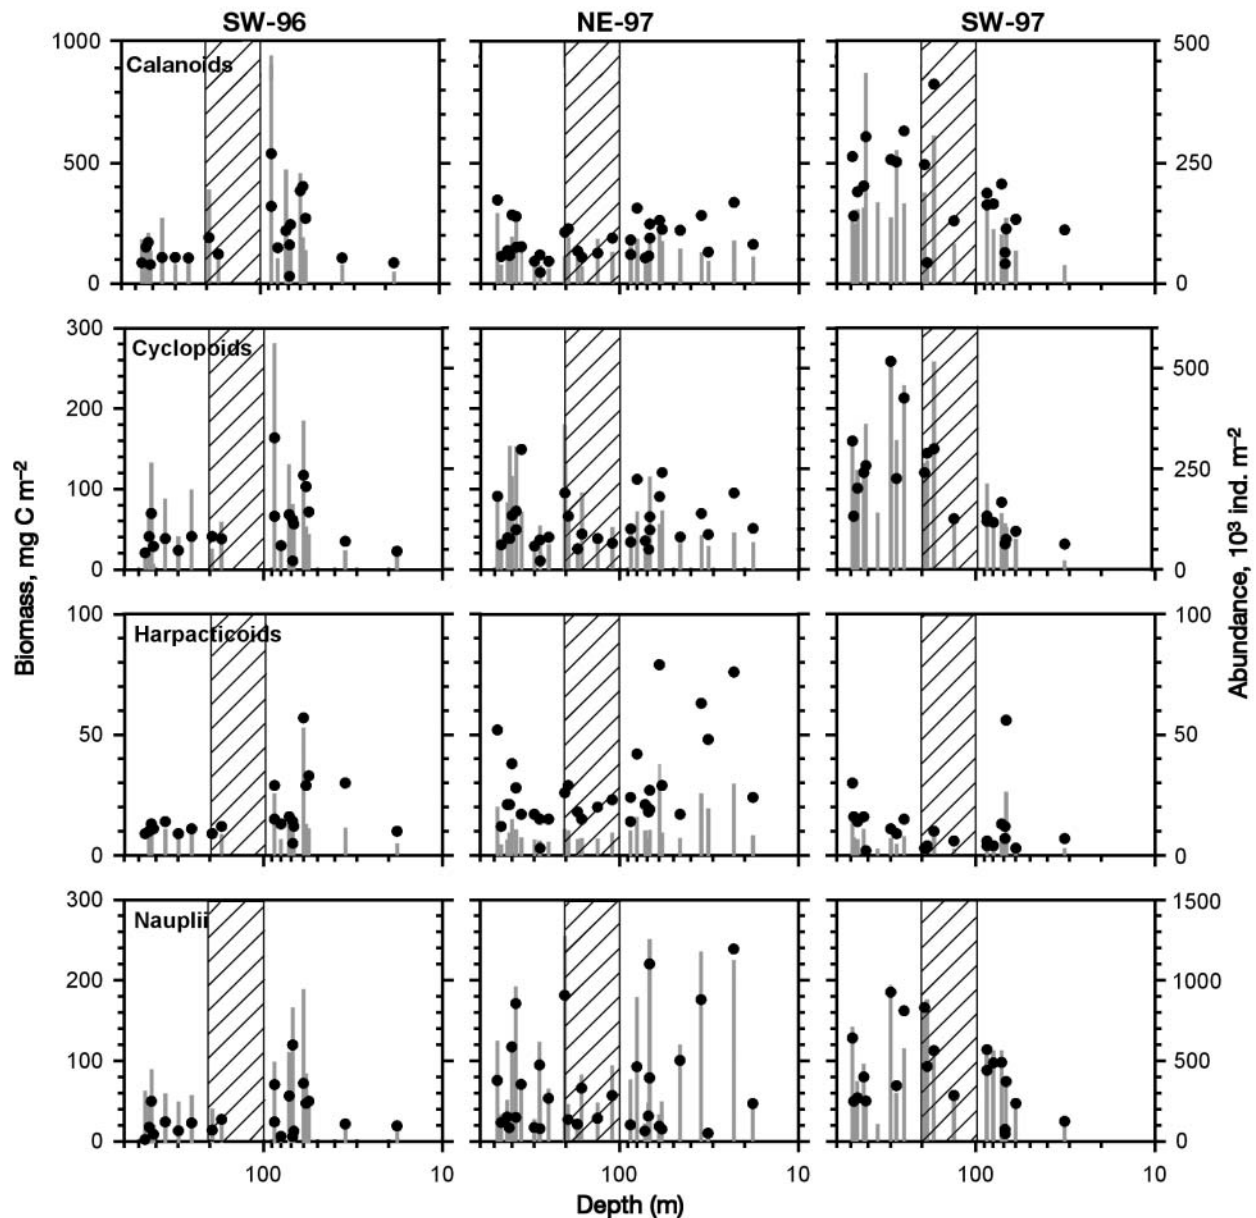 SW-96 NE-97 SW-97
Calanoids
1000 500
500 250
0 0
Cyclopoids
300
500
200
250
100
0 0
Harpacticoids
100 100
50 50
0 0
Nauplii
300 1500
200 1000
100 500
0 0
100 10 100 10 100 10
Depth (m)
Biomass, mg C m⁻²
Abundance, 10³ ind. m⁻²